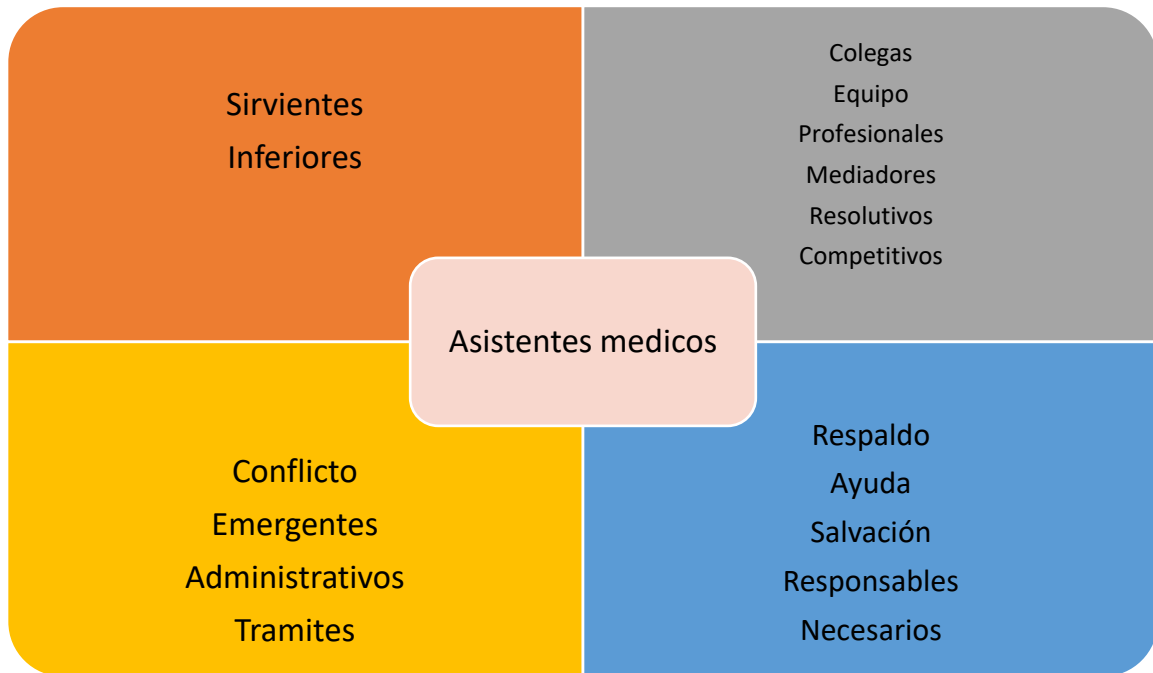 Sirvientes
Inferiores
Colegas
Equipo
Profesionales
Mediadores
Resolutivos
Competitivos
Asistentes medicos
Conflicto
Emergentes
Administrativos
Tramites
Respaldo
Ayuda
Salvación
Responsables
Necesarios